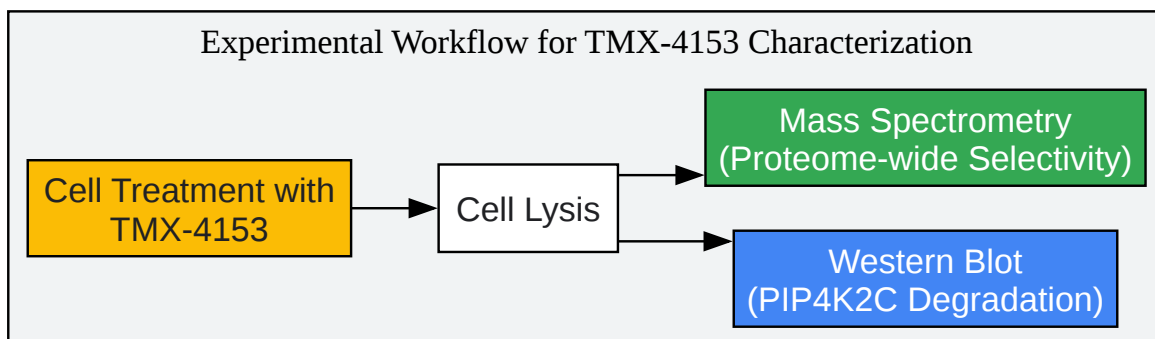 Experimental Workflow for TMX-4153 Characterization
Cell Treatment with
TMX-4153
Cell Lysis
Mass Spectrometry
(Proteome-wide Selectivity)
Western Blot
(PIP4K2C Degradation)